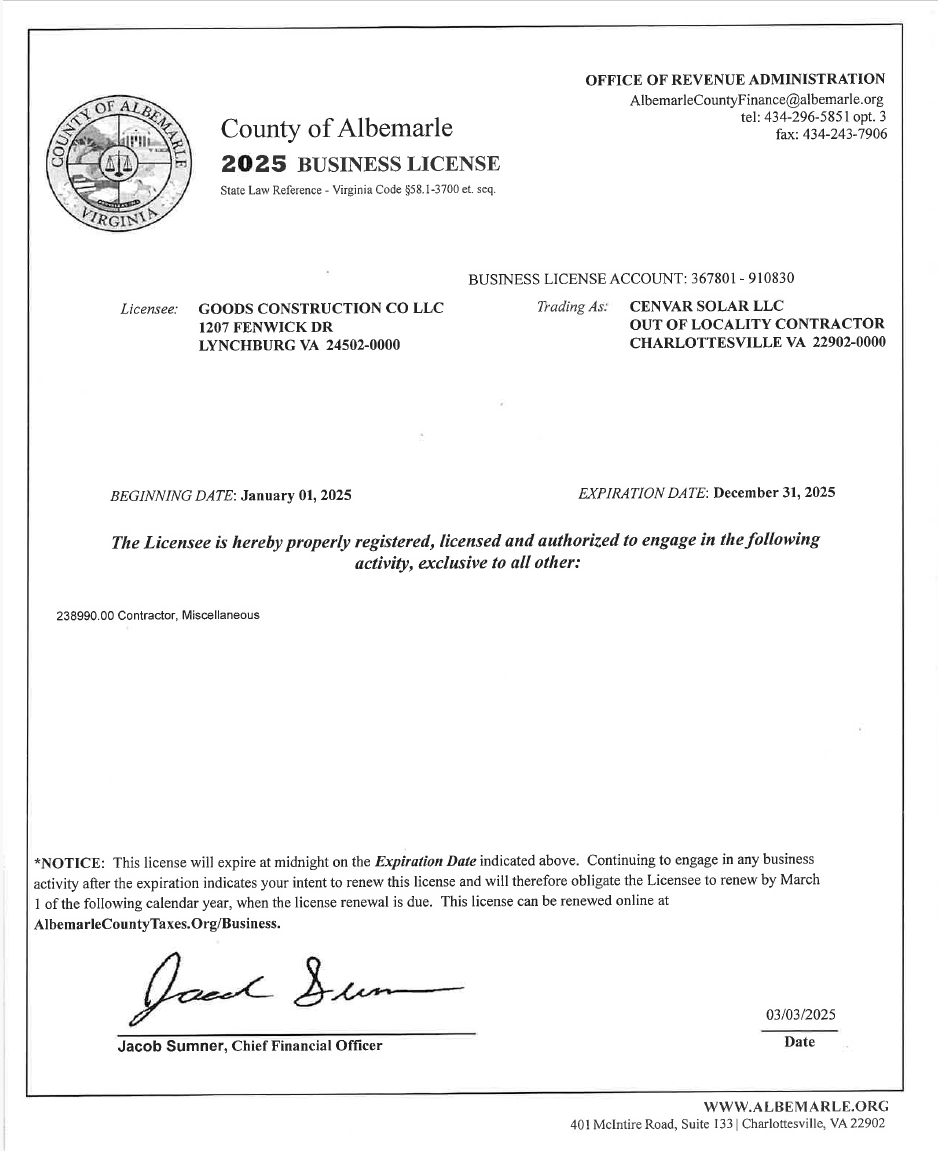 OFFICE OF REVENUE ADMINISTRATION
AlbemarleCountyFinance@albemarle.org
tel: 434-296-5851 opt. 3
fax: 434-243-7906
COUNTY OF ALBEMARLE
VIRGINIA
County of Albemarle
2025 BUSINESS LICENSE
State Law Reference - Virginia Code §58.1-3700 et. seq.
BUSINESS LICENSE ACCOUNT: 367801 - 910830
Licensee: GOODS CONSTRUCTION CO LLC
1207 FENWICK DR
LYNCHBURG VA 24502-0000
Trading As: CENVAR SOLAR LLC
OUT OF LOCALITY CONTRACTOR
CHARLOTTESVILLE VA 22902-0000
BEGINNING DATE: January 01, 2025
EXPIRATION DATE: December 31, 2025
The Licensee is hereby properly registered, licensed and authorized to engage in the following
activity, exclusive to all other:
238990.00 Contractor, Miscellaneous
*NOTICE: This license will expire at midnight on the Expiration Date indicated above. Continuing to engage in any business
activity after the expiration indicates your intent to renew this license and will therefore obligate the Licensee to renew by March
1 of the following calendar year, when the license renewal is due. This license can be renewed online at
AlbemarleCountyTaxes.Org/Business.
Jacob Sumner, Chief Financial Officer
03/03/2025
Date
WWW.ALBEMARLE.ORG
401 McIntire Road, Suite 133 | Charlottesville, VA 22902